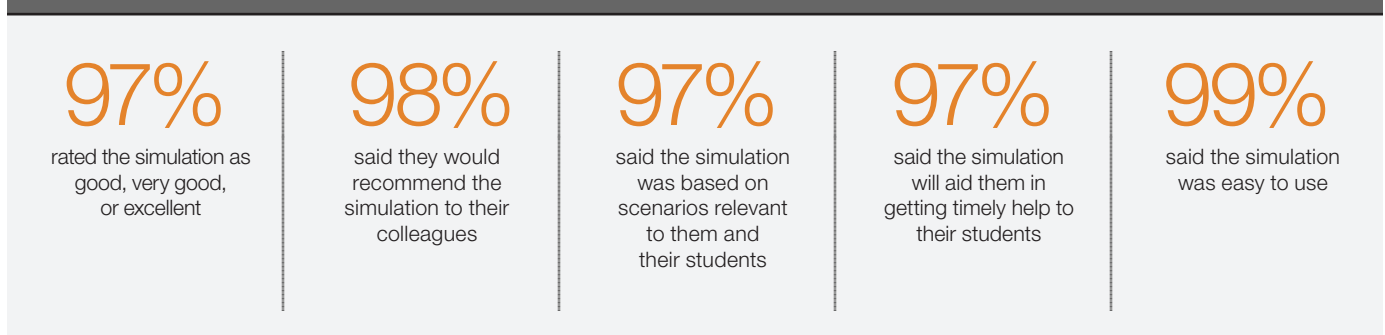 97%
rated the simulation as
good, very good,
or excellent
98%
said they would
recommend the
simulation to their
colleagues
97%
said the simulation
was based on
scenarios relevant
to them and
their students
97%
said the simulation
will aid them in
getting timely help to
their students
99%
said the simulation
was easy to use